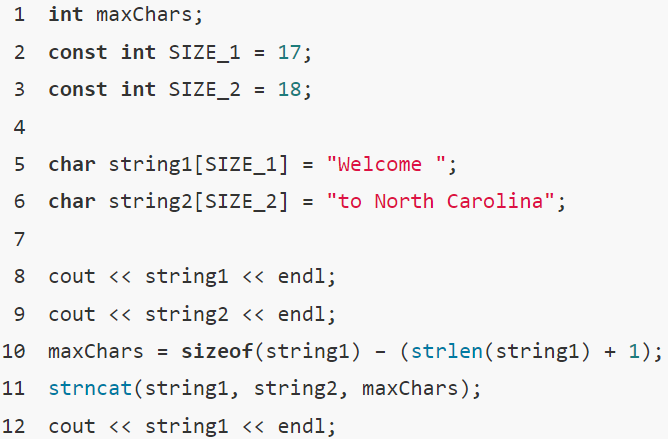 1 int maxChars;
2 const int SIZE_1 = 17;
3 const int SIZE_2 = 18;
4
5 char string1[SIZE_1] = "Welcome ";
6 char string2[SIZE_2] = "to North Carolina";
7
8 cout << string1 << endl;
9 cout << string2 << endl;
10 maxChars = sizeof(string1) – (strlen(string1) + 1);
11 strncat(string1, string2, maxChars);
12 cout << string1 << endl;